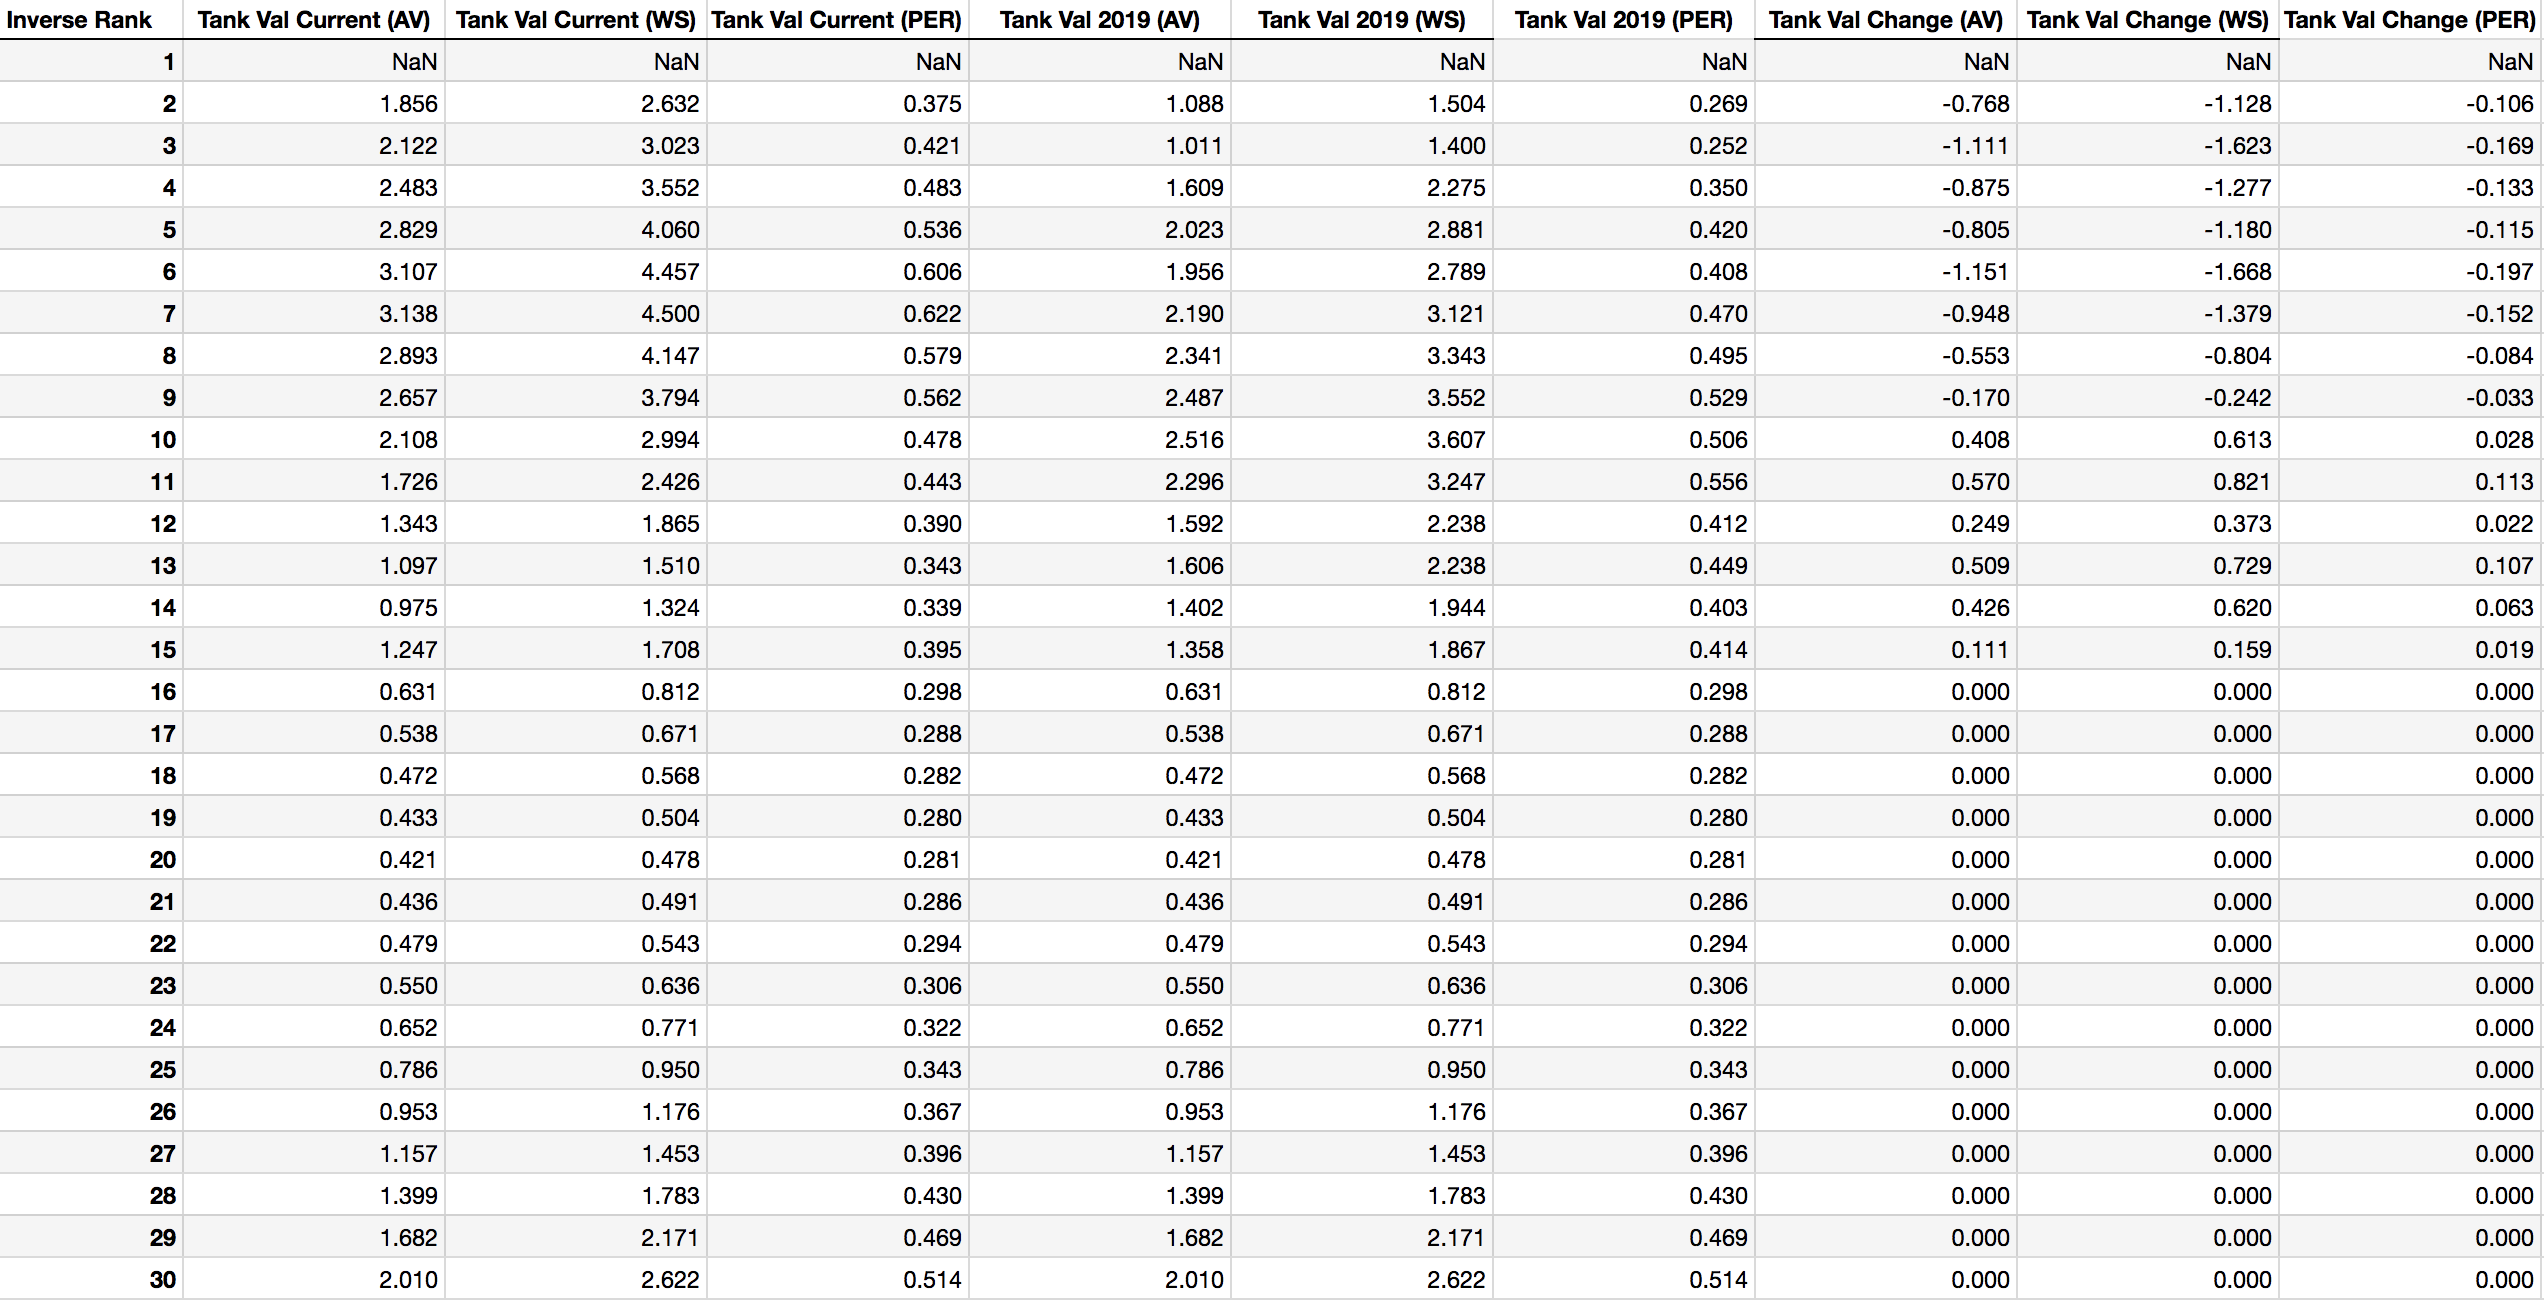 Inverse Rank Tank Val Current (AV) Tank Val Current (WS) Tank Val Current (PER) Tank Val 2019 (AV) Tank Val 2019 (WS) Tank Val 2019 (PER) Tank Val Change (AV) Tank Val Change (WS) Tank Val Change (PER)
1 NaN NaN NaN NaN NaN NaN NaN NaN NaN
2 1.856 2.632 0.375 1.088 1.504 0.269 -0.768 -1.128 -0.106
3 2.122 3.023 0.421 1.011 1.400 0.252 -1.111 -1.623 -0.169
4 2.483 3.552 0.483 1.609 2.275 0.350 -0.875 -1.277 -0.133
5 2.829 4.060 0.536 2.023 2.881 0.420 -0.805 -1.180 -0.115
6 3.107 4.457 0.606 1.956 2.789 0.408 -1.151 -1.668 -0.197
7 3.138 4.500 0.622 2.190 3.121 0.470 -0.948 -1.379 -0.152
8 2.893 4.147 0.579 2.341 3.343 0.495 -0.553 -0.804 -0.084
9 2.657 3.794 0.562 2.487 3.552 0.529 -0.170 -0.242 -0.033
10 2.108 2.994 0.478 2.516 3.607 0.506 0.408 0.613 0.028
11 1.726 2.426 0.443 2.296 3.247 0.556 0.570 0.821 0.113
12 1.343 1.865 0.390 1.592 2.238 0.412 0.249 0.373 0.022
13 1.097 1.510 0.343 1.606 2.238 0.449 0.509 0.729 0.107
14 0.975 1.324 0.339 1.402 1.944 0.403 0.426 0.620 0.063
15 1.247 1.708 0.395 1.358 1.867 0.414 0.111 0.159 0.019
16 0.631 0.812 0.298 0.631 0.812 0.298 0.000 0.000 0.000
17 0.538 0.671 0.288 0.538 0.671 0.288 0.000 0.000 0.000
18 0.472 0.568 0.282 0.472 0.568 0.282 0.000 0.000 0.000
19 0.433 0.504 0.280 0.433 0.504 0.280 0.000 0.000 0.000
20 0.421 0.478 0.281 0.421 0.478 0.281 0.000 0.000 0.000
21 0.436 0.491 0.286 0.436 0.491 0.286 0.000 0.000 0.000
22 0.479 0.543 0.294 0.479 0.543 0.294 0.000 0.000 0.000
23 0.550 0.636 0.306 0.550 0.636 0.306 0.000 0.000 0.000
24 0.652 0.771 0.322 0.652 0.771 0.322 0.000 0.000 0.000
25 0.786 0.950 0.343 0.786 0.950 0.343 0.000 0.000 0.000
26 0.953 1.176 0.367 0.953 1.176 0.367 0.000 0.000 0.000
27 1.157 1.453 0.396 1.157 1.453 0.396 0.000 0.000 0.000
28 1.399 1.783 0.430 1.399 1.783 0.430 0.000 0.000 0.000
29 1.682 2.171 0.469 1.682 2.171 0.469 0.000 0.000 0.000
30 2.010 2.622 0.514 2.010 2.622 0.514 0.000 0.000 0.000